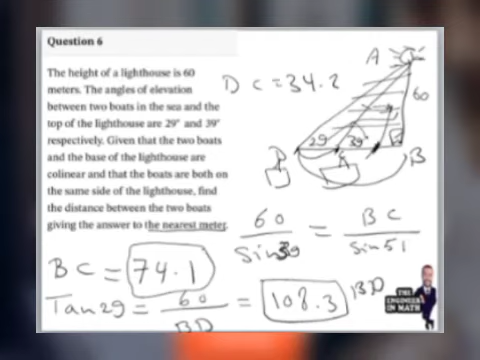 Question 6
The height of a lighthouse is 60
meters. The angles of elevation
between two boats in the sea and the
top of the lighthouse are 29° and 39°
respectively. Given that the two boats
and the base of the lighthouse are
colinear and that the boats are both on
the same side of the lighthouse, find
the distance between the two boats
giving the answer to the nearest meter.
D C = 34.2
A
60
29
39°
D
B
60 / Sin39 = BC / Sin51
BC = 74.1
Tan29 = 60 / BD = 108.3 BD
THE
ENGINEER
IN MATH